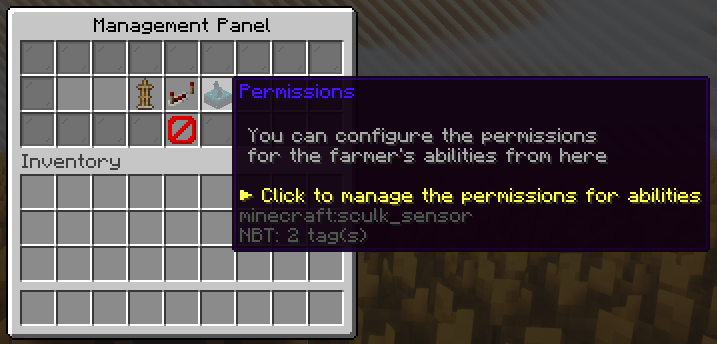 Management Panel
Permissions
You can configure the permissions
for the farmer's abilities from here
► Click to manage the permissions for abilities
minecraft:sculk_sensor
NBT: 2 tag(s)
Inventory